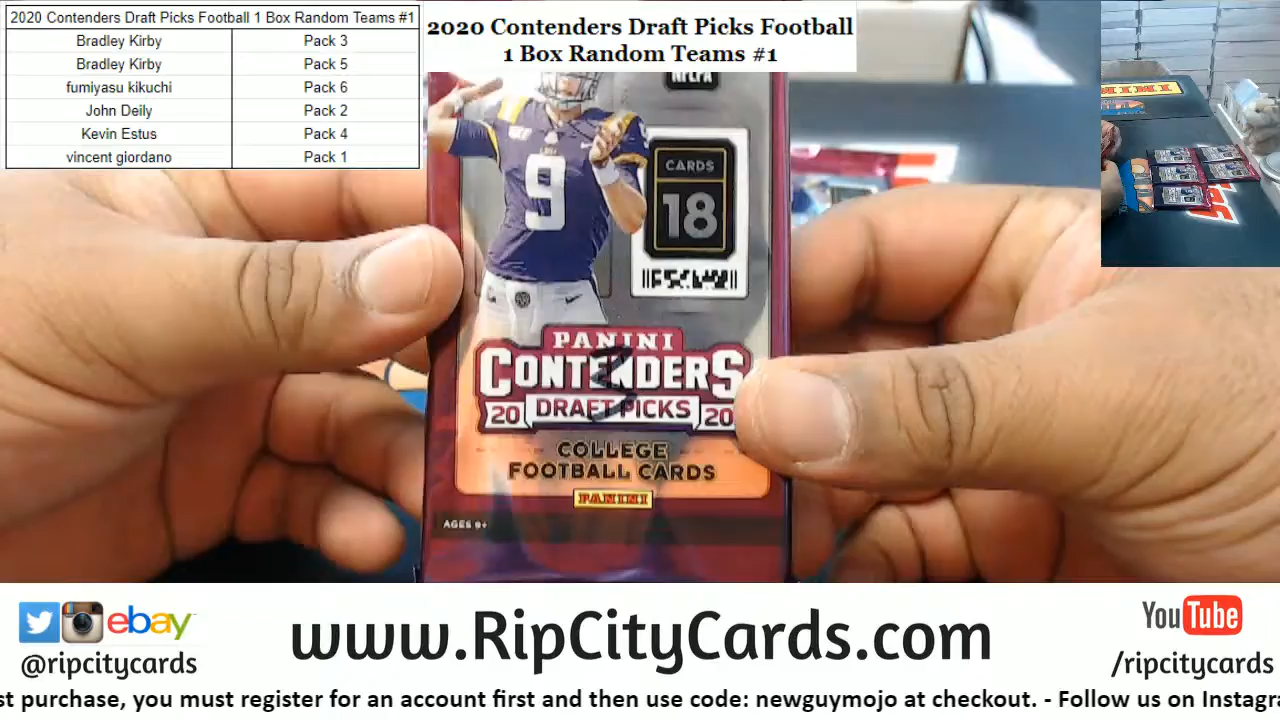 2020 Contenders Draft Picks Football 1 Box Random Teams #1
Bradley Kirby Pack 3
Bradley Kirby Pack 5
fumiyasu kikuchi Pack 6
John Deily Pack 2
Kevin Estus Pack 4
vincent giordano Pack 1
2020 Contenders Draft Picks Football
1 Box Random Teams #1
NFLPA
9
CARDS
18
PANINI
CONTENDERS
20 DRAFT PICKS 20
3
COLLEGE
FOOTBALL CARDS
PANINI
AGES 9+
MIMI
ebay
@ripcitycards
www.RipCityCards.com
YouTube
/ripcitycards
st purchase, you must register for an account first and then use code: newguymojo at checkout. - Follow us on Instagra